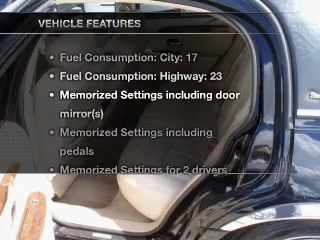 VEHICLE FEATURES
• Fuel Consumption: City: 17
• Fuel Consumption: Highway: 23
• Memorized Settings including door
mirror(s)
• Memorized Settings including
pedals
• Memorized Settings for 2 drivers